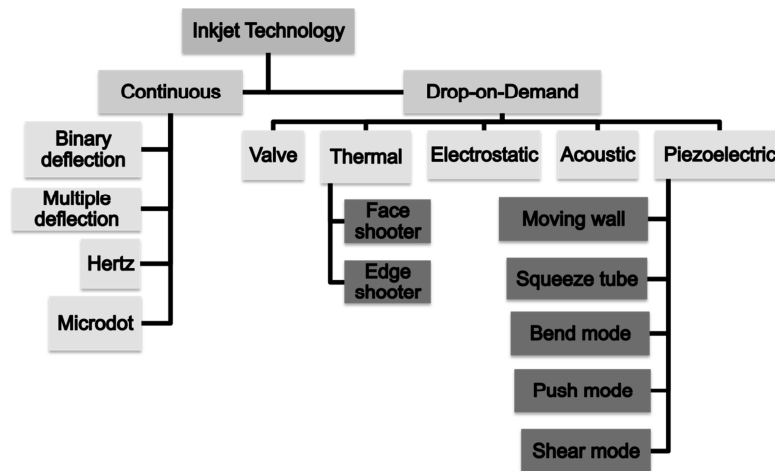 Inkjet Technology
Continuous
Drop-on-Demand
Binary
deflection
Multiple
deflection
Hertz
Microdot
Valve
Thermal
Electrostatic
Acoustic
Piezoelectric
Face
shooter
Edge
shooter
Moving wall
Squeeze tube
Bend mode
Push mode
Shear mode